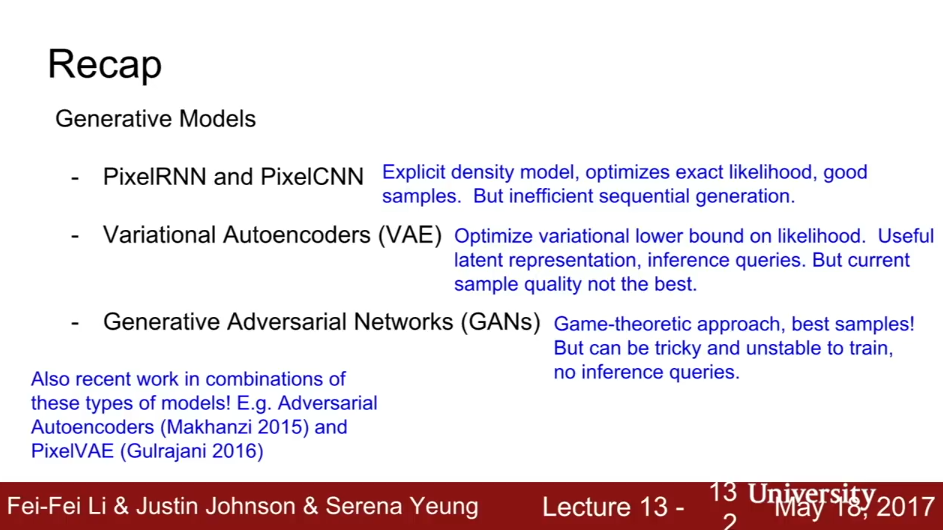 Recap
Generative Models
- PixelRNN and PixelCNN
Explicit density model, optimizes exact likelihood, good
samples. But inefficient sequential generation.
- Variational Autoencoders (VAE)
Optimize variational lower bound on likelihood. Useful
latent representation, inference queries. But current
sample quality not the best.
- Generative Adversarial Networks (GANs)
Game-theoretic approach, best samples!
But can be tricky and unstable to train,
no inference queries.
Also recent work in combinations of
these types of models! E.g. Adversarial
Autoencoders (Makhanzi 2015) and
PixelVAE (Gulrajani 2016)
Fei-Fei Li & Justin Johnson & Serena Yeung
Lecture 13 -
13
2
University
May 18, 2017